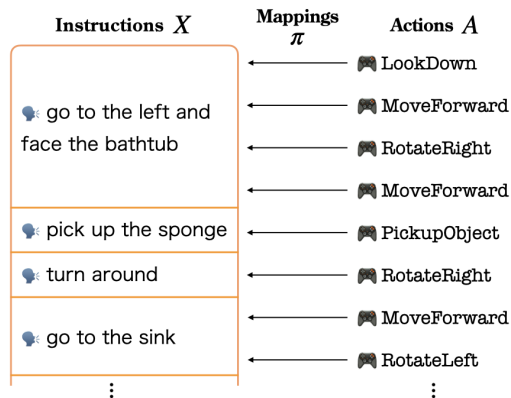 Instructions X
Mappings
π
Actions A
LookDown
go to the left and
MoveForward
face the bathtub
RotateRight
MoveForward
pick up the sponge
PickupObject
turn around
RotateRight
MoveForward
go to the sink
RotateLeft